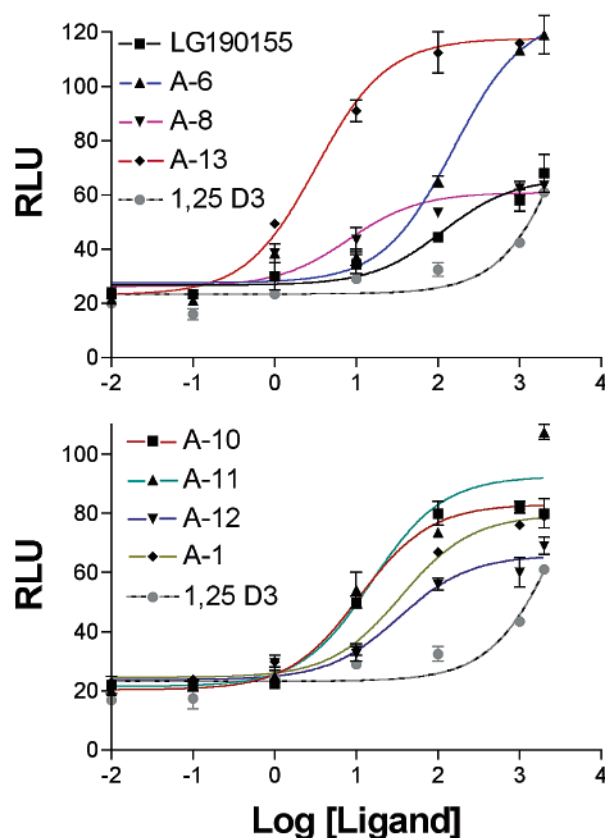 120
100
80
60
40
20
0
RLU
LG190155
A-6
A-8
A-13
1,25 D3
-2 -1 0 1 2 3 4
100
80
60
40
20
0
RLU
A-10
A-11
A-12
A-1
1,25 D3
-2 -1 0 1 2 3 4
Log [Ligand]